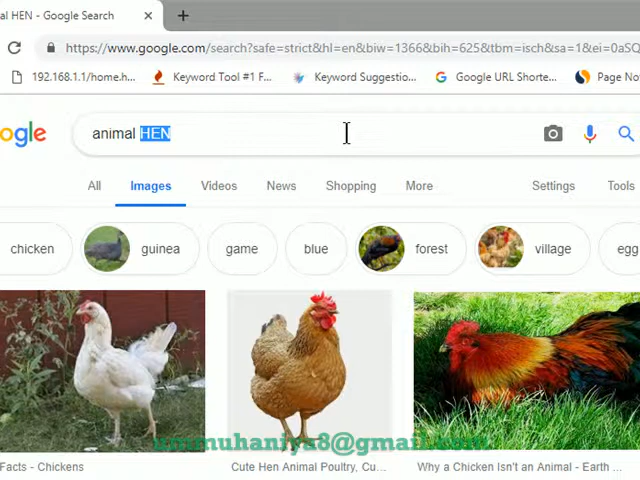 al HEN - Google Search
https://www.google.com/search?safe=strict&hl=en&biw=1366&bih=625&tbm=isch&sa=1&ei=0aSQ
192.168.1.1/home.h...
Keyword Tool #1 F...
Keyword Suggestio...
Google URL Shorte...
Page Not
ogle
animal HEN
All
Images
Videos
News
Shopping
More
Settings
Tools
chicken
guinea
game
blue
forest
village
egg
ummuhaniya8@gmail.com
Facts - Chickens
Cute Hen Animal Poultry, Cu...
Why a Chicken Isn't an Animal - Earth ...